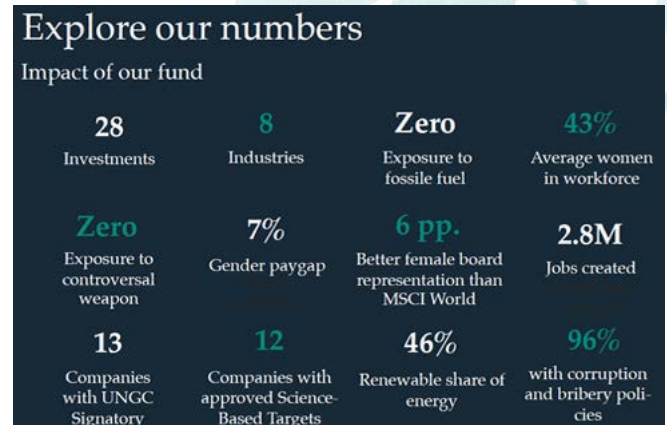 Explore our numbers
Impact of our fund
28
Investments
8
Industries
Zero
Exposure to
fossile fuel
43%
Average women
in workforce
Zero
Exposure to
controversal
weapon
7%
Gender paygap
6 pp.
Better female board
representation than
MSCI World
2.8M
Jobs created
13
Companies
with UNGC
Signatory
12
Companies with
approved Science-
Based Targets
46%
Renewable share of
energy
96%
with corruption
and bribery poli-
cies